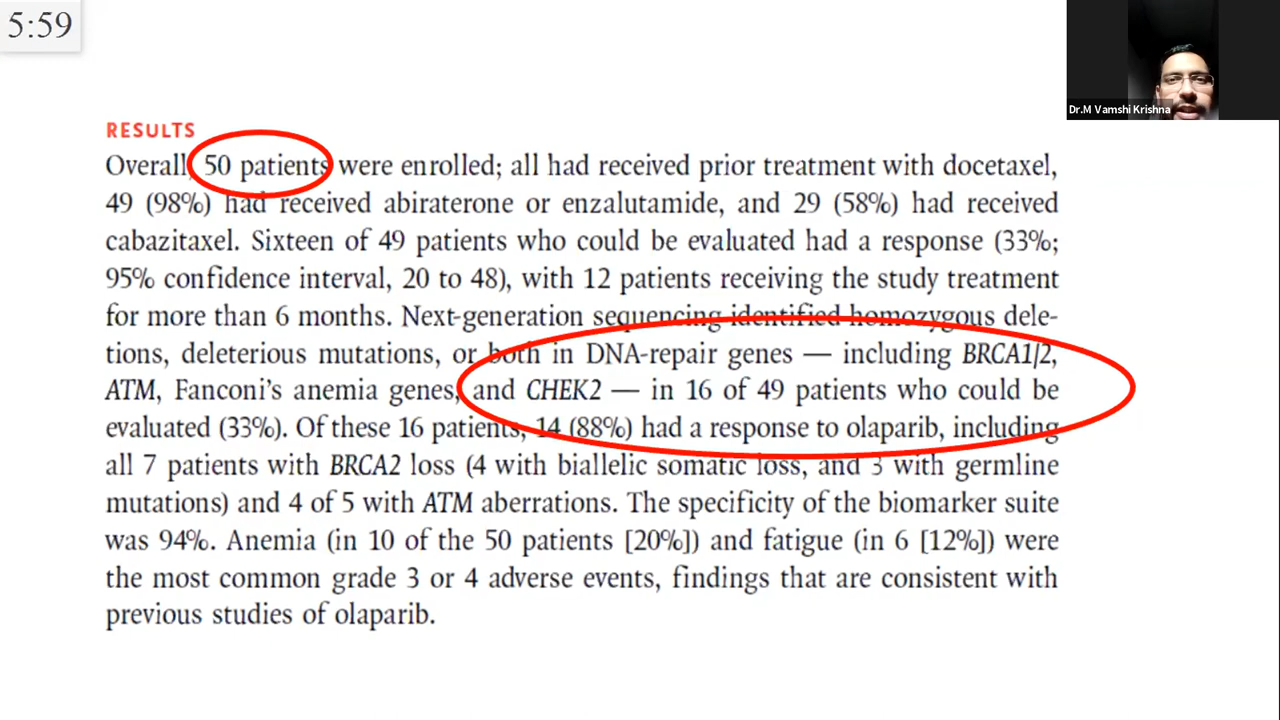 5:59
Dr.M Vamshi Krishna
RESULTS
Overall, 50 patients were enrolled; all had received prior treatment with docetaxel,
49 (98%) had received abiraterone or enzalutamide, and 29 (58%) had received
cabazitaxel. Sixteen of 49 patients who could be evaluated had a response (33%;
95% confidence interval, 20 to 48), with 12 patients receiving the study treatment
for more than 6 months. Next-generation sequencing identified homozygous dele-
tions, deleterious mutations, or both in DNA-repair genes — including BRCA1/2,
ATM, Fanconi's anemia genes, and CHEK2 — in 16 of 49 patients who could be
evaluated (33%). Of these 16 patients, 14 (88%) had a response to olaparib, including
all 7 patients with BRCA2 loss (4 with biallelic somatic loss, and 3 with germline
mutations) and 4 of 5 with ATM aberrations. The specificity of the biomarker suite
was 94%. Anemia (in 10 of the 50 patients [20%]) and fatigue (in 6 [12%]) were
the most common grade 3 or 4 adverse events, findings that are consistent with
previous studies of olaparib.